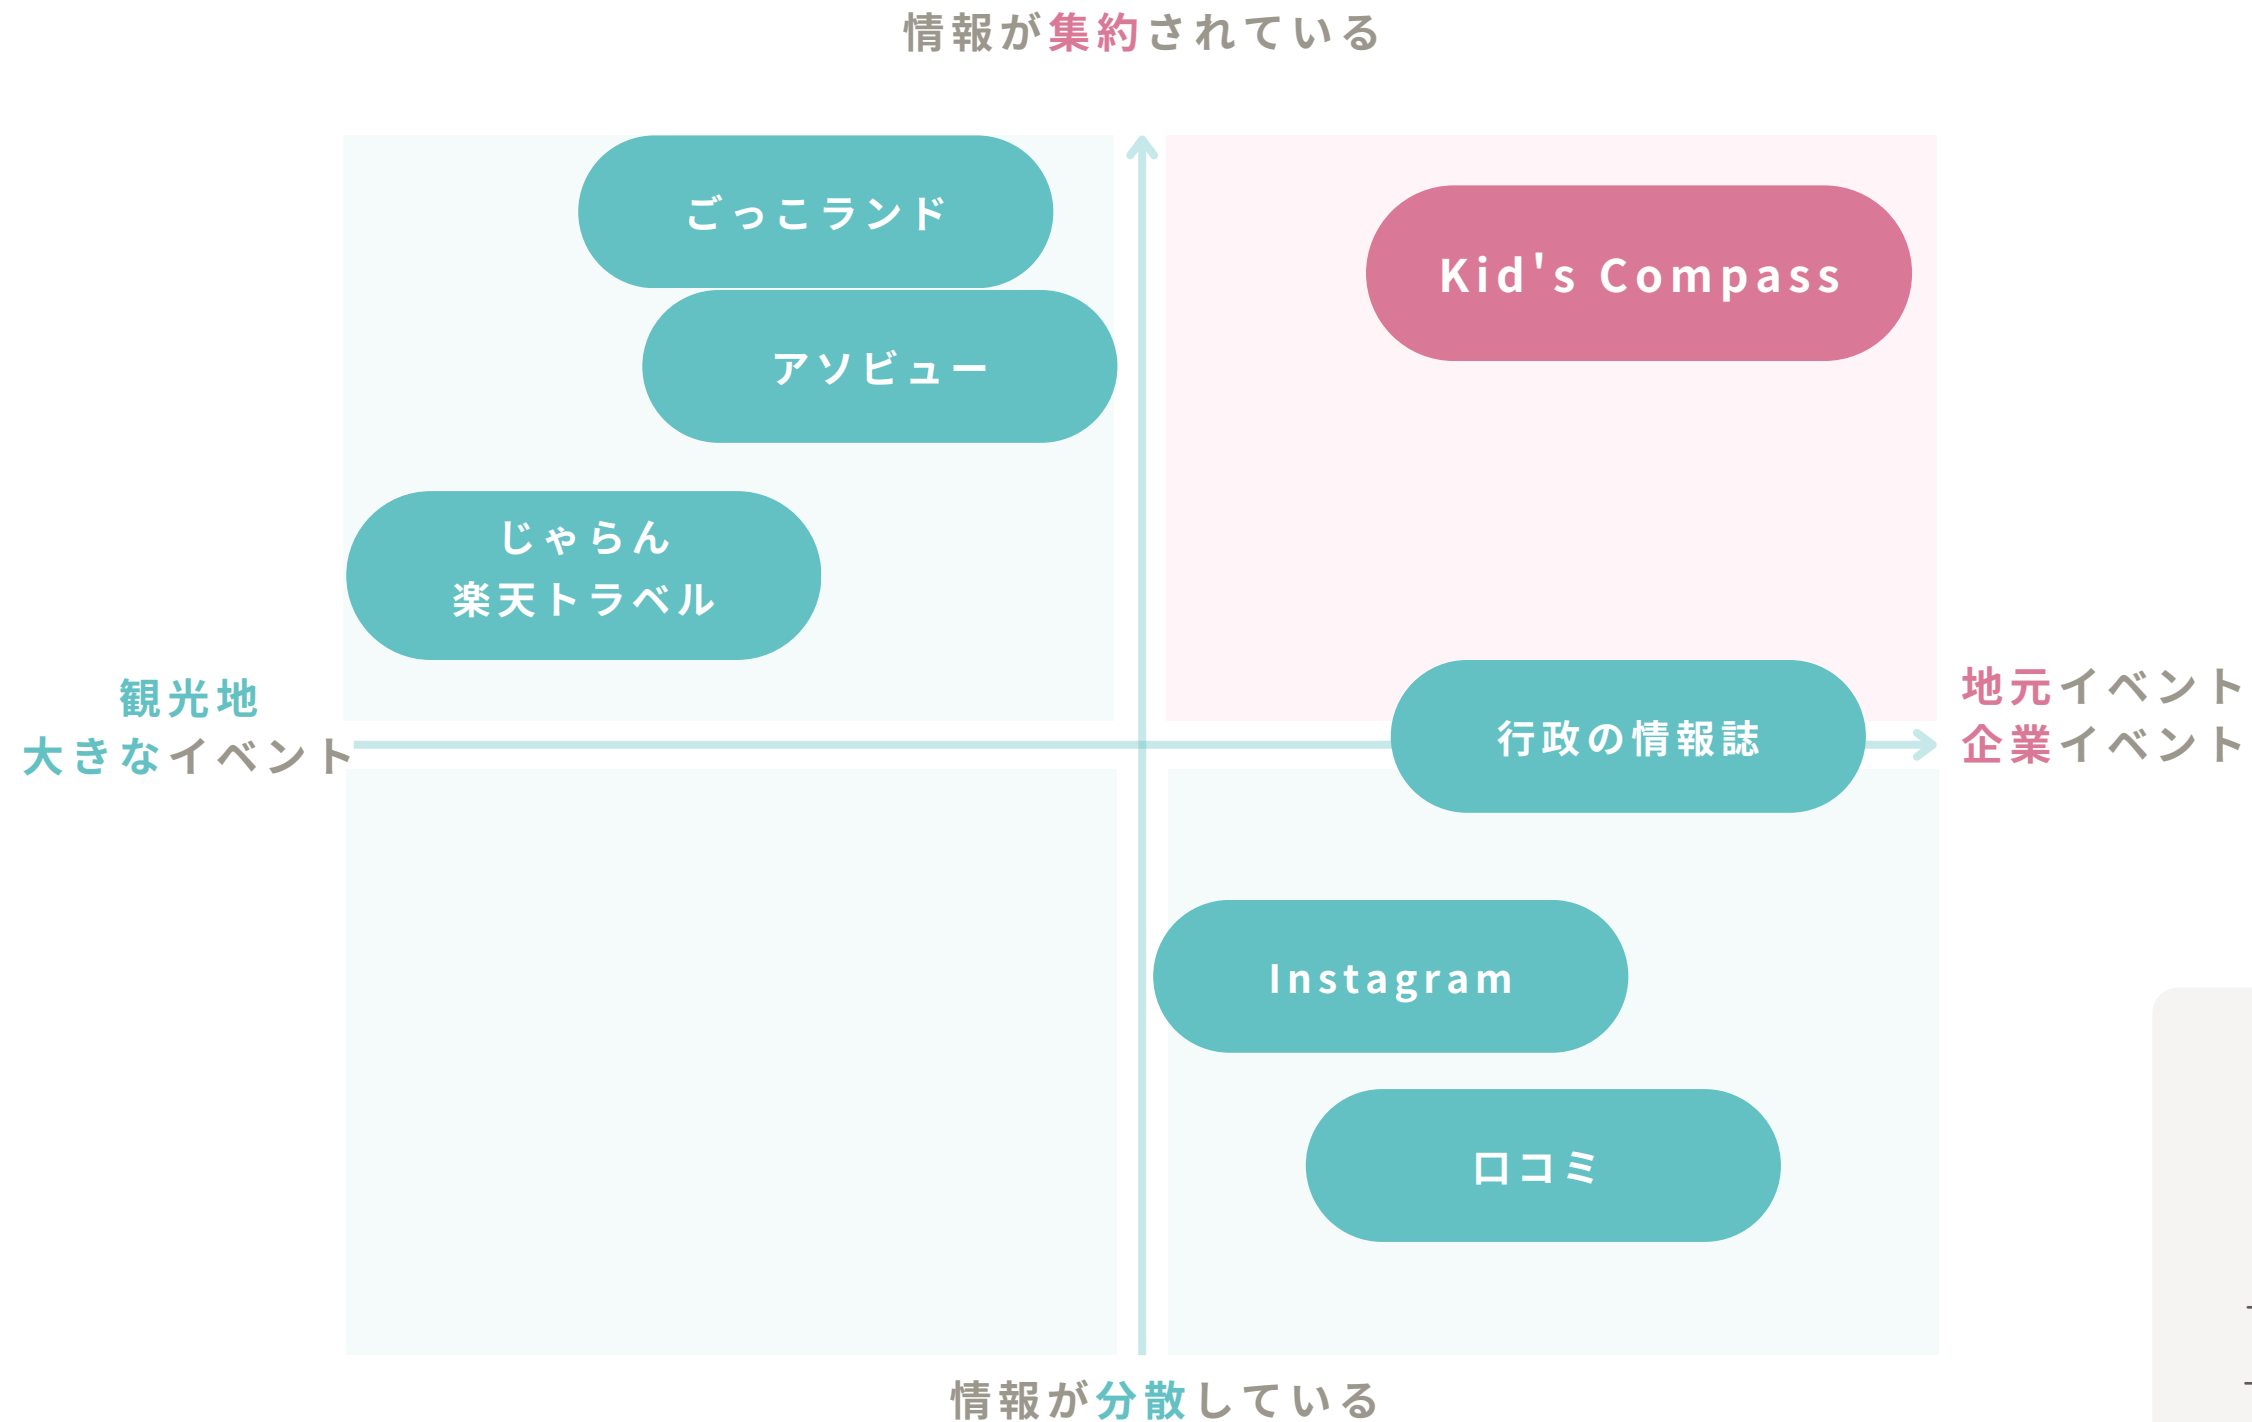 情報が集約されている
ごっこランド
Kid's Compass
アソビュー
じゃらん
楽天トラベル
観光地
大きなイベント
地元イベント
企業イベント
行政の情報誌
Instagram
口コミ
情報が分散している